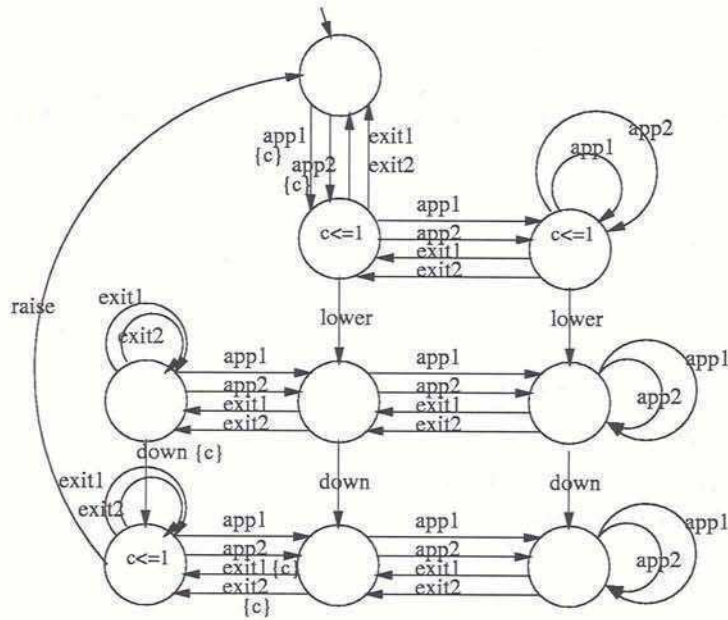 app1
{c}
app2
{c}
exit1
exit2
app2
app1
c<=1
app1
app2
exit1
exit2
c<=1
raise
lower
lower
exit1
exit2
app1
app2
exit1
exit2
app1
app2
exit1
exit2
app1
app2
down {c}
down
down
exit1
exit2
c<=1
app1
app2
exit1{c}
exit2
{c}
app1
app2
exit1
exit2
app1
app2